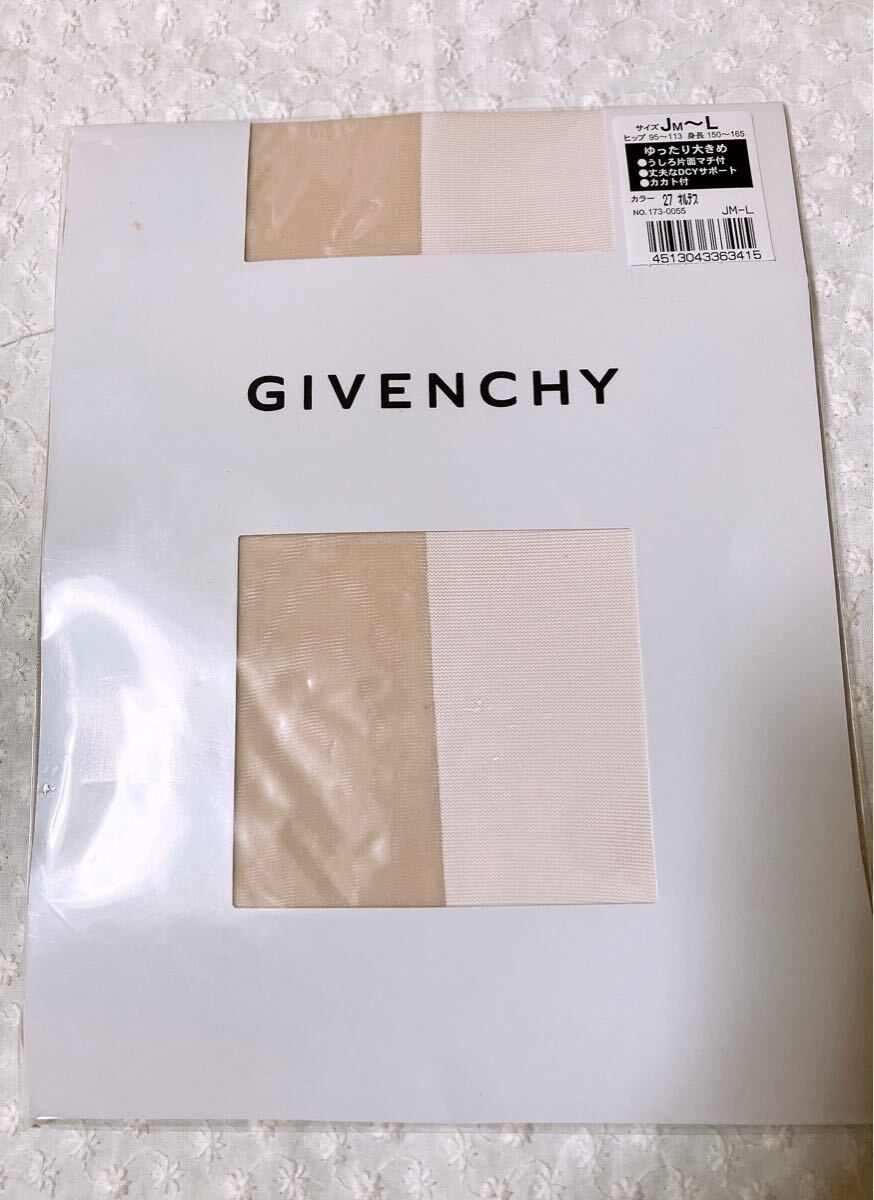 サイズ JM～L
ヒップ 95～113 身長 150～165
ゆったり大きめ
●うしろ片面マチ付
●丈夫なDCYサポート
●カカト付
カラー 27 オルテス
NO. 173-0055 JM-L
4513043363415
GIVENCHY